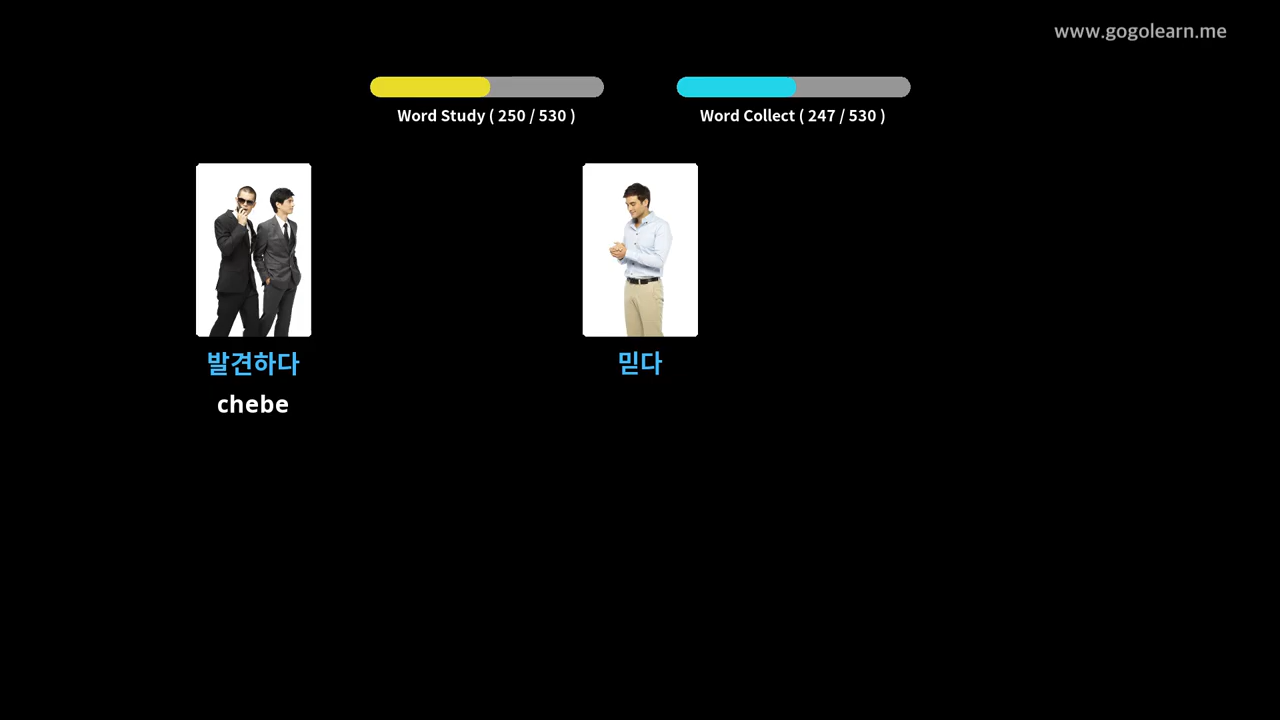 www.gogolearn.me
Word Study ( 250 / 530 )
Word Collect ( 247 / 530 )
발견하다
chebe
믿다